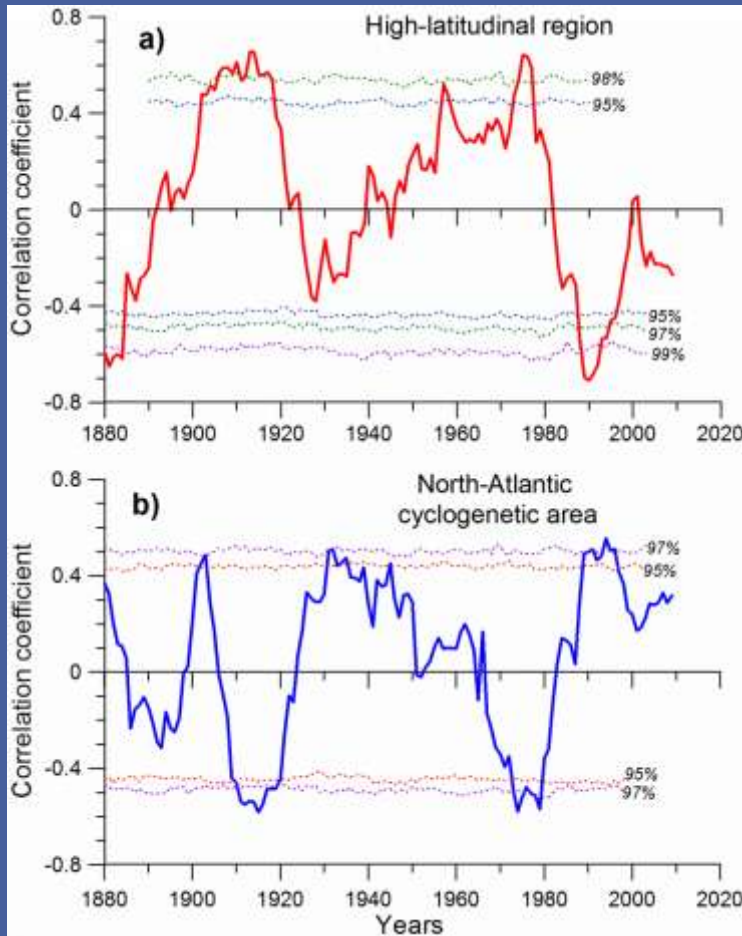 a)
High-latitudinal region
Correlation coefficient
0.8
0.4
0
-0.4
-0.8
98%
95%
95%
97%
99%
1880 1900 1920 1940 1960 1980 2000 2020
b)
North-Atlantic
cyclogenetic area
Correlation coefficient
0.8
0.4
0
-0.4
-0.8
97%
95%
95%
97%
1880 1900 1920 1940 1960 1980 2000 2020
Years